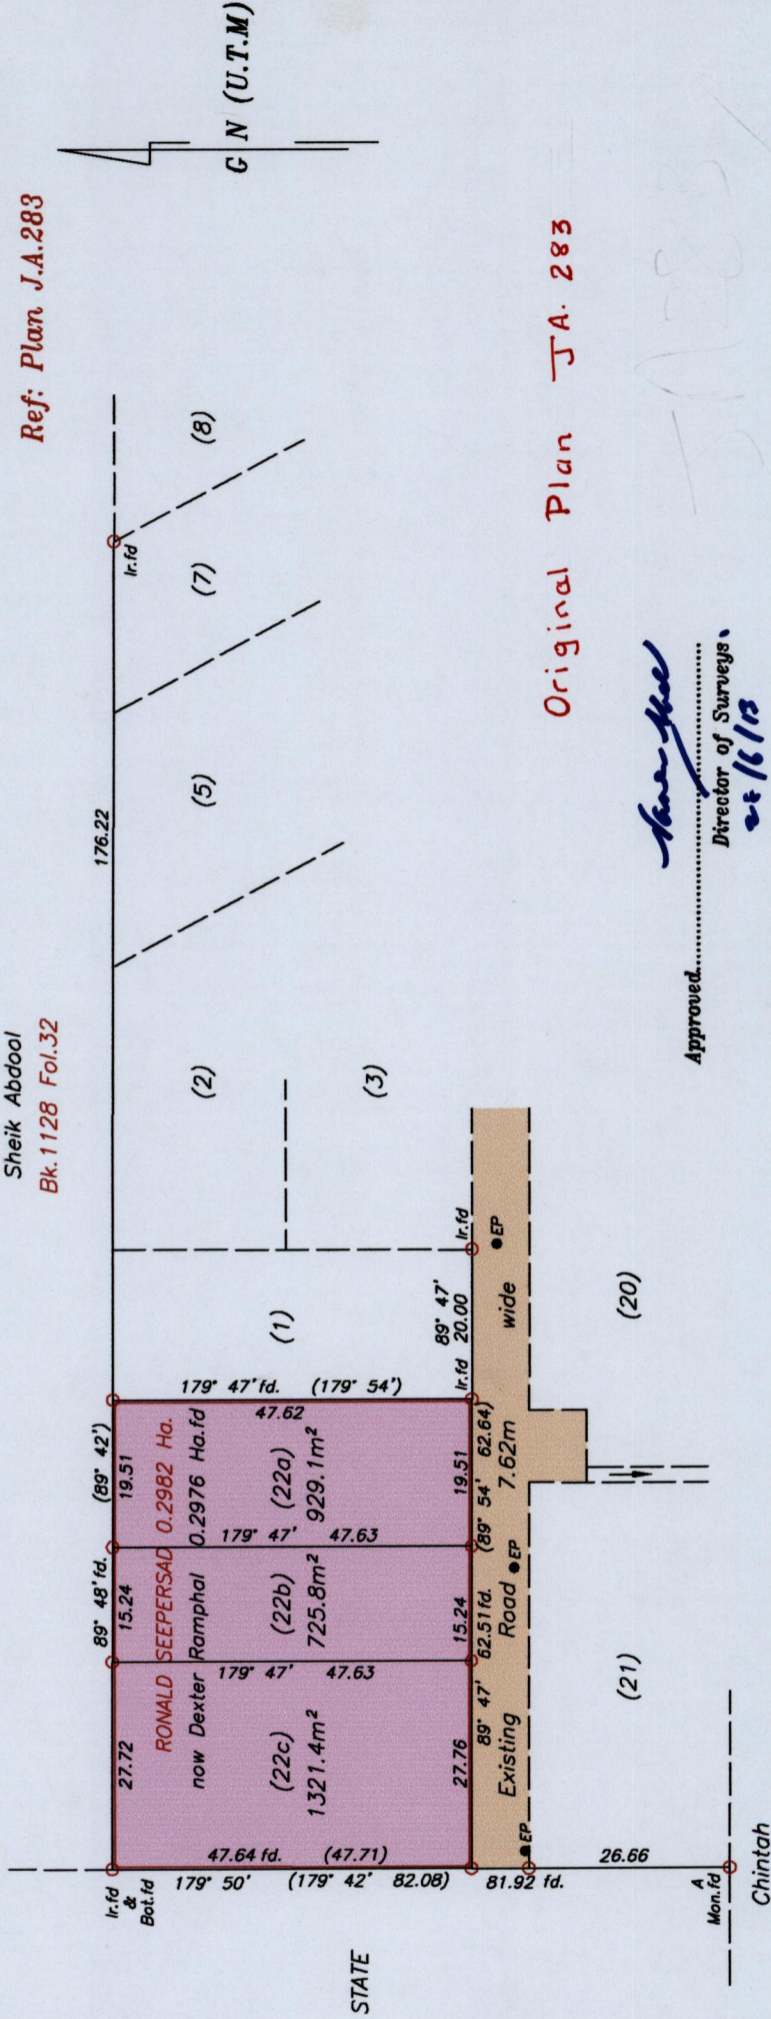 Ref: Plan J.A.283
G N (U.T.M)
Sheik Abdool
Bk.1128 Fol.32
176.22
Ir.fd
(8)
(7)
(5)
(2)
(3)
(1)
Ir.fd
&
Bot.fd
27.72
89° 48' fd.
15.24
(89° 42')
19.51
RONALD SEEPERSAD 0.2982 Ha.
now Dexter Ramphal 0.2976 Ha.fd
(22c)
1321.4m²
(22b)
725.8m²
(22a)
929.1m²
179° 47' 47.63
179° 47' 47.63
179° 47' fd. (179° 54')
47.62
47.64 fd. (47.71)
179° 50' (179° 42' 82.08)
81.92 fd.
27.76
15.24
19.51
89° 47' 62.51fd. (89° 54' 62.64)
Ir.fd
89° 47'
20.00
Ir.fd
Existing Road 7.62m wide
EP
EP
EP
(21)
(20)
26.66
A
Mon.fd
STATE
Chintah
Original Plan JA. 283
Approved
Director of Surveys
JA 283